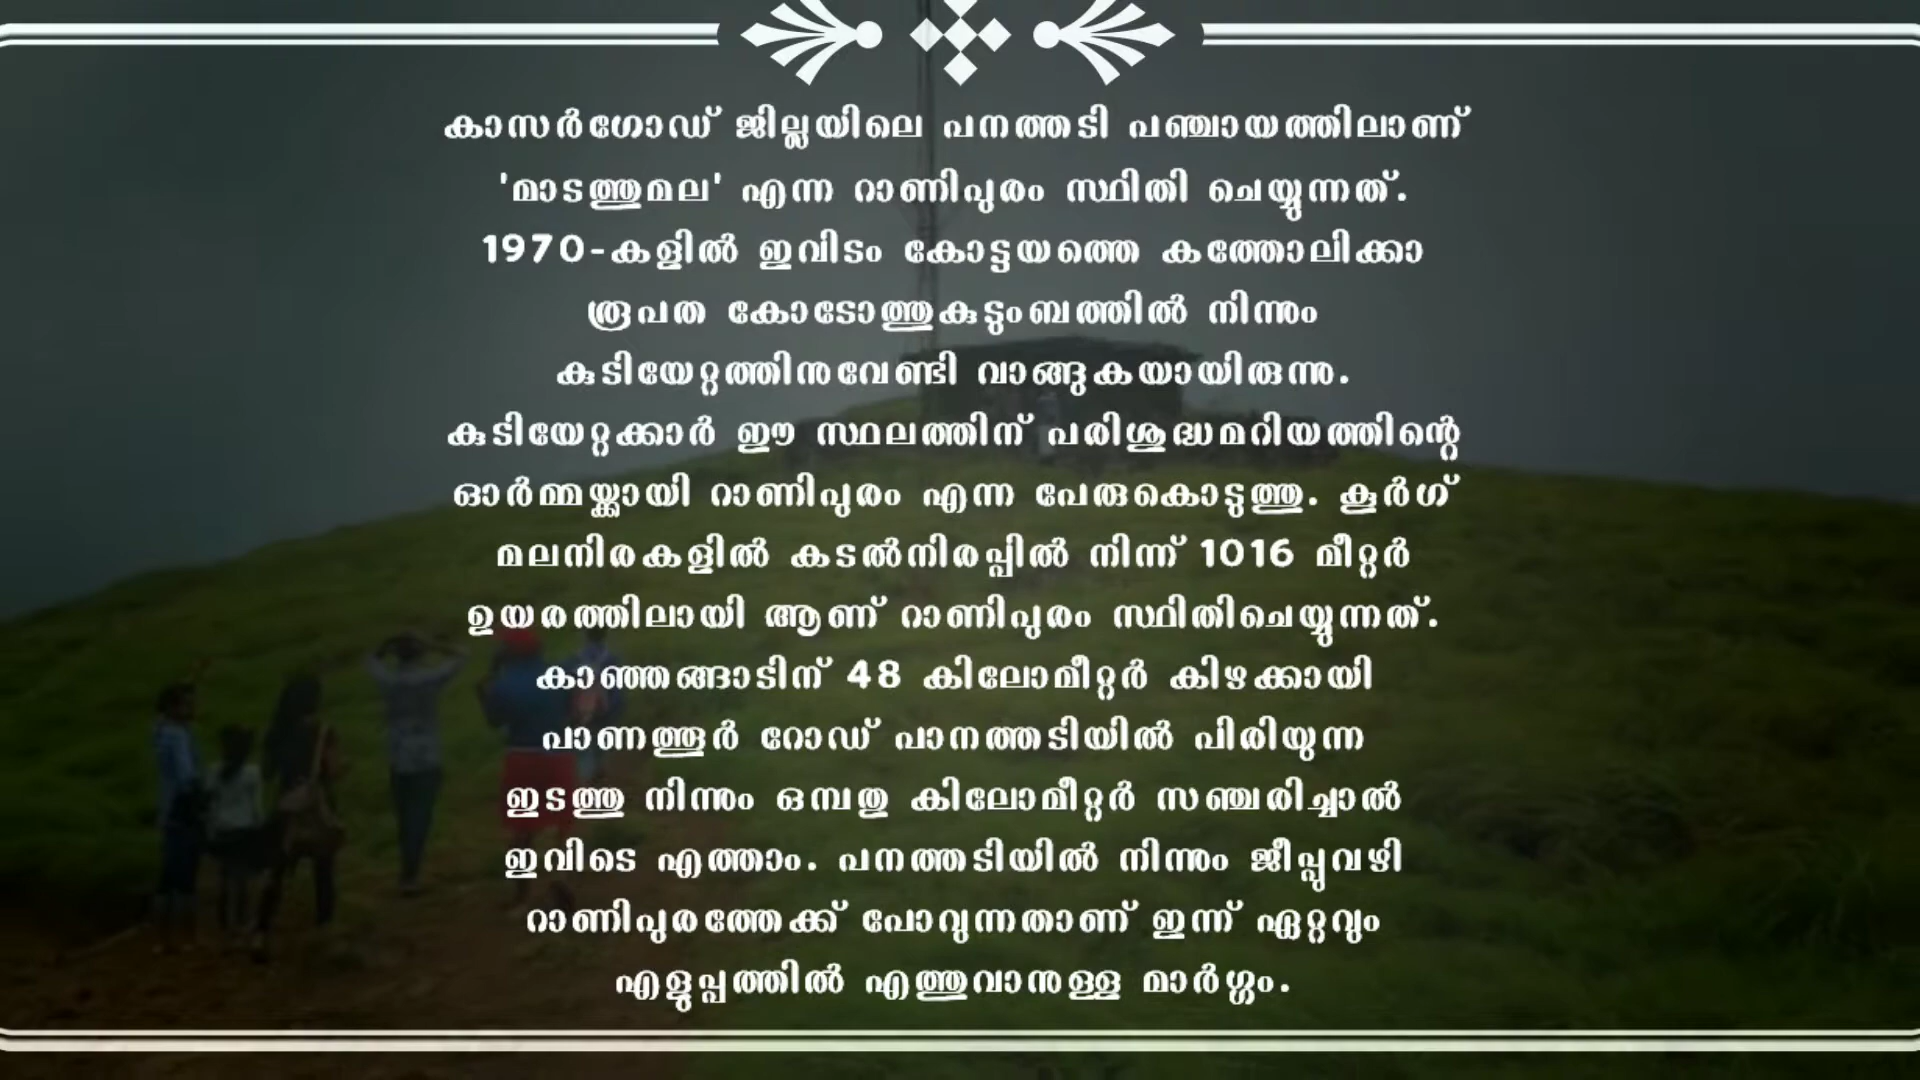 കാസർഗോഡ് ജില്ലയിലെ പനത്തടി പഞ്ചായത്തിലാണ്
'മാടത്തുമല' എന്ന റാണിപുരം സ്ഥിതി ചെയ്യുന്നത്.
1970-കളിൽ ഇവിടം കോട്ടയത്തെ കത്തോലിക്കാ
രൂപത കോടോത്തുകുടുംബത്തിൽ നിന്നും
കുടിയേറ്റത്തിനുവേണ്ടി വാങ്ങുകയായിരുന്നു.
കുടിയേറ്റക്കാർ ഈ സ്ഥലത്തിന് പരിശുദ്ധമറിയത്തിന്റെ
ഓർമ്മയ്ക്കായി റാണിപുരം എന്ന പേരുകൊടുത്തു. കൂർഗ്
മലനിരകളിൽ കടൽനിരപ്പിൽ നിന്ന് 1016 മീറ്റർ
ഉയരത്തിലായി ആണ് റാണിപുരം സ്ഥിതിചെയ്യുന്നത്.
കാഞ്ഞങ്ങാടിന് 48 കിലോമീറ്റർ കിഴക്കായി
പാണത്തൂർ റോഡ് പാനത്തടിയിൽ പിരിയുന്ന
ഇടത്തു നിന്നും ഒമ്പതു കിലോമീറ്റർ സഞ്ചരിച്ചാൽ
ഇവിടെ എത്താം. പനത്തടിയിൽ നിന്നും ജീപ്പുവഴി
റാണിപുരത്തേക്ക് പോവുന്നതാണ് ഇന്ന് ഏറ്റവും
എളുപ്പത്തിൽ എത്തുവാനുള്ള മാർഗ്ഗം.